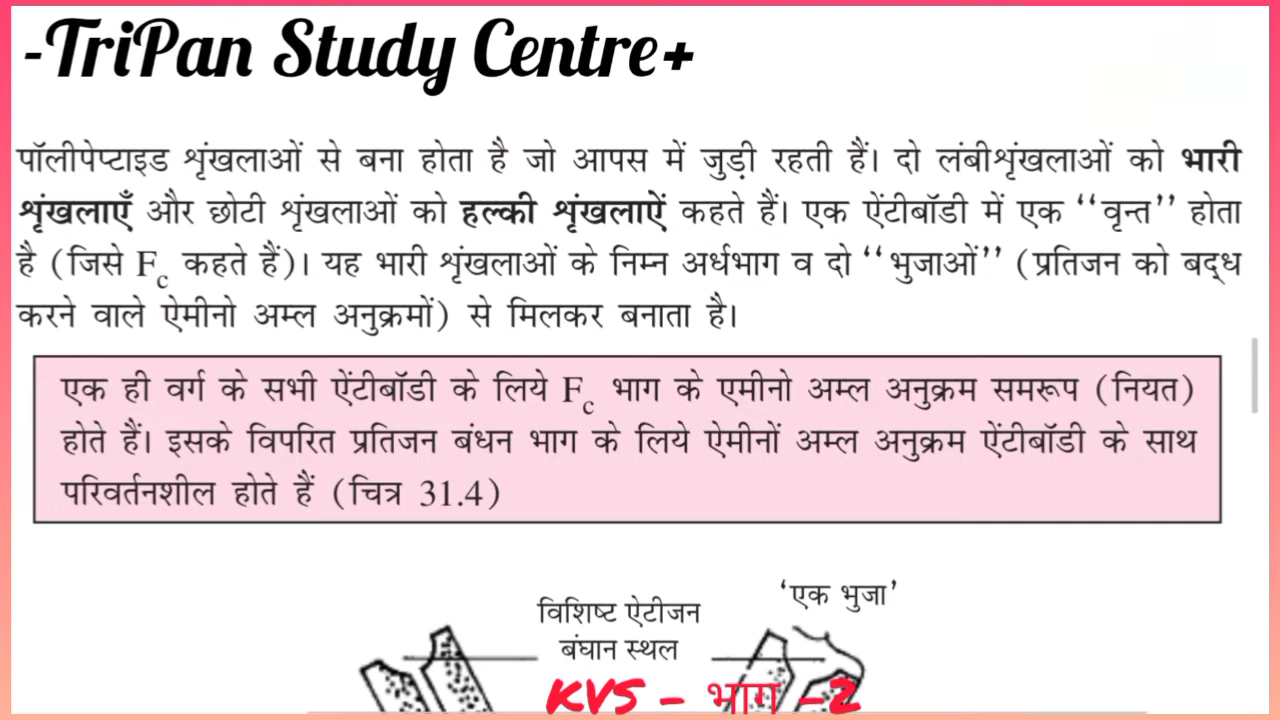 -TriPan Study Centre+
पॉलीपेप्टाइड शृंखलाओं से बना होता है जो आपस में जुड़ी रहती हैं। दो लंबीशृंखलाओं को भारी
शृंखलाएँ और छोटी शृंखलाओं को हल्की शृंखलाऐं कहते हैं। एक ऐंटीबॉडी में एक ‘‘वृन्त’’ होता
है (जिसे Fc कहते हैं)। यह भारी शृंखलाओं के निम्न अर्धभाग व दो ‘‘भुजाओं’’ (प्रतिजन को बद्ध
करने वाले ऐमीनो अम्ल अनुक्रमों) से मिलकर बनाता है।
एक ही वर्ग के सभी ऐंटीबॉडी के लिये Fc भाग के एमीनो अम्ल अनुक्रम समरूप (नियत)
होते हैं। इसके विपरित प्रतिजन बंधन भाग के लिये ऐमीनों अम्ल अनुक्रम ऐंटीबॉडी के साथ
परिवर्तनशील होते हैं (चित्र 31.4)
‘एक भुजा’
विशिष्ट ऐटीजन
बंघान स्थल
KVS - भाग -2